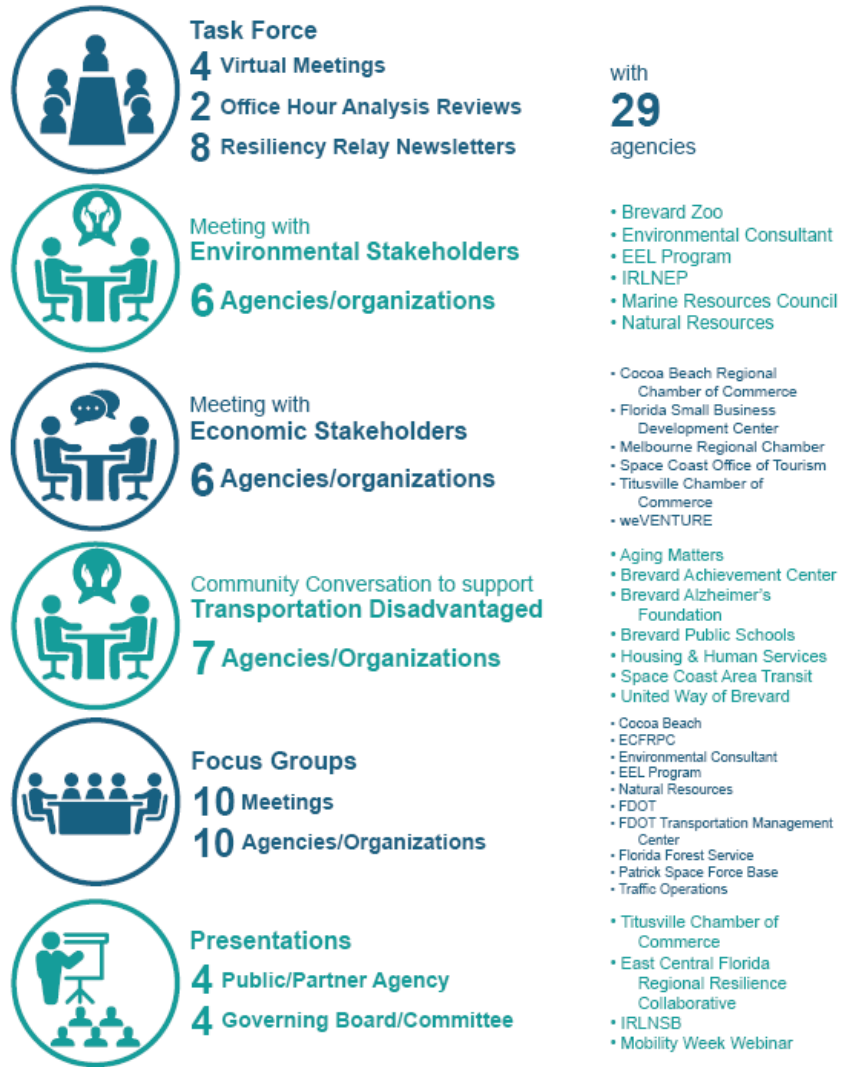 Task Force
4 Virtual Meetings
2 Office Hour Analysis Reviews
8 Resiliency Relay Newsletters
with
29
agencies
Meeting with
Environmental Stakeholders
6 Agencies/organizations
• Brevard Zoo
• Environmental Consultant
• EEL Program
• IRLNEP
• Marine Resources Council
• Natural Resources
Meeting with
Economic Stakeholders
6 Agencies/organizations
• Cocoa Beach Regional
Chamber of Commerce
• Florida Small Business
Development Center
• Melbourne Regional Chamber
• Space Coast Office of Tourism
• Titusville Chamber of
Commerce
• weVENTURE
Community Conversation to support
Transportation Disadvantaged
7 Agencies/Organizations
• Aging Matters
• Brevard Achievement Center
• Brevard Alzheimer's
Foundation
• Brevard Public Schools
• Housing & Human Services
• Space Coast Area Transit
• United Way of Brevard
Focus Groups
10 Meetings
10 Agencies/Organizations
• Cocoa Beach
• ECFRPC
• Environmental Consultant
• EEL Program
• Natural Resources
• FDOT
• FDOT Transportation Management
Center
• Florida Forest Service
• Patrick Space Force Base
• Traffic Operations
Presentations
4 Public/Partner Agency
4 Governing Board/Committee
• Titusville Chamber of
Commerce
• East Central Florida
Regional Resilience
Collaborative
• IRLNSB
• Mobility Week Webinar